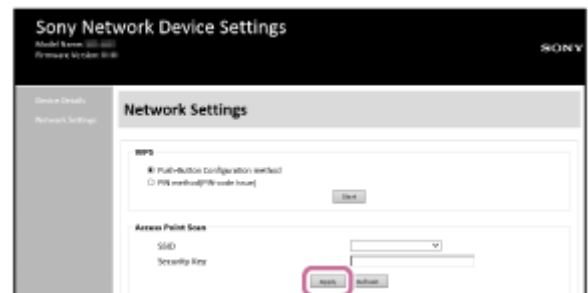 Sony Network Device Settings
Model Name
Firmware Version
SONY
Device Details
Network Settings
Network Settings
WPS
Push-Button Configuration method
PIN method(PIN-code issue)
Start
Access Point Scan
SSID
Security Key
Apply Refresh